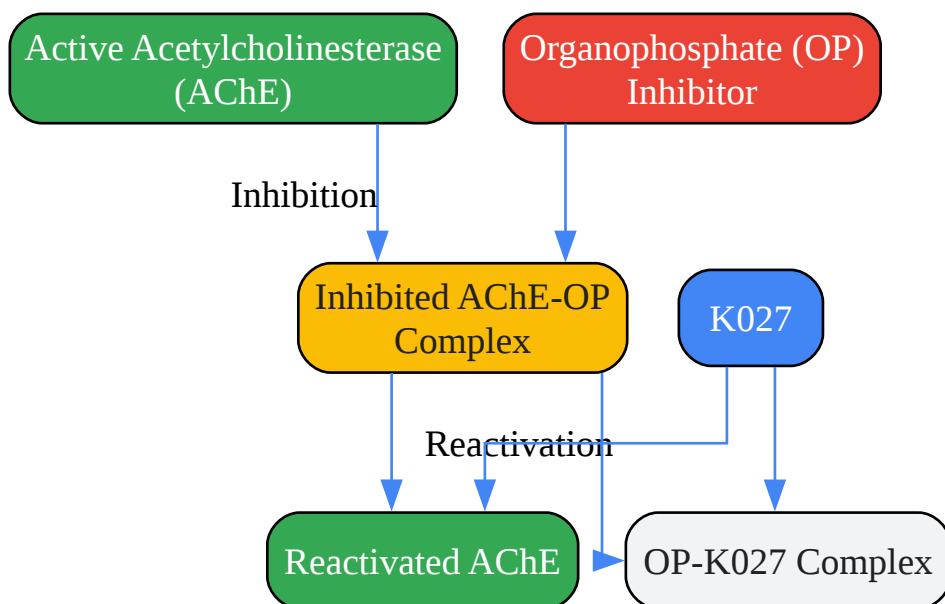 Active Acetylcholinesterase
(AChE)
Organophosphate (OP)
Inhibitor
Inhibition
Inhibited AChE-OP
Complex
K027
Reactivation
Reactivated AChE
OP-K027 Complex